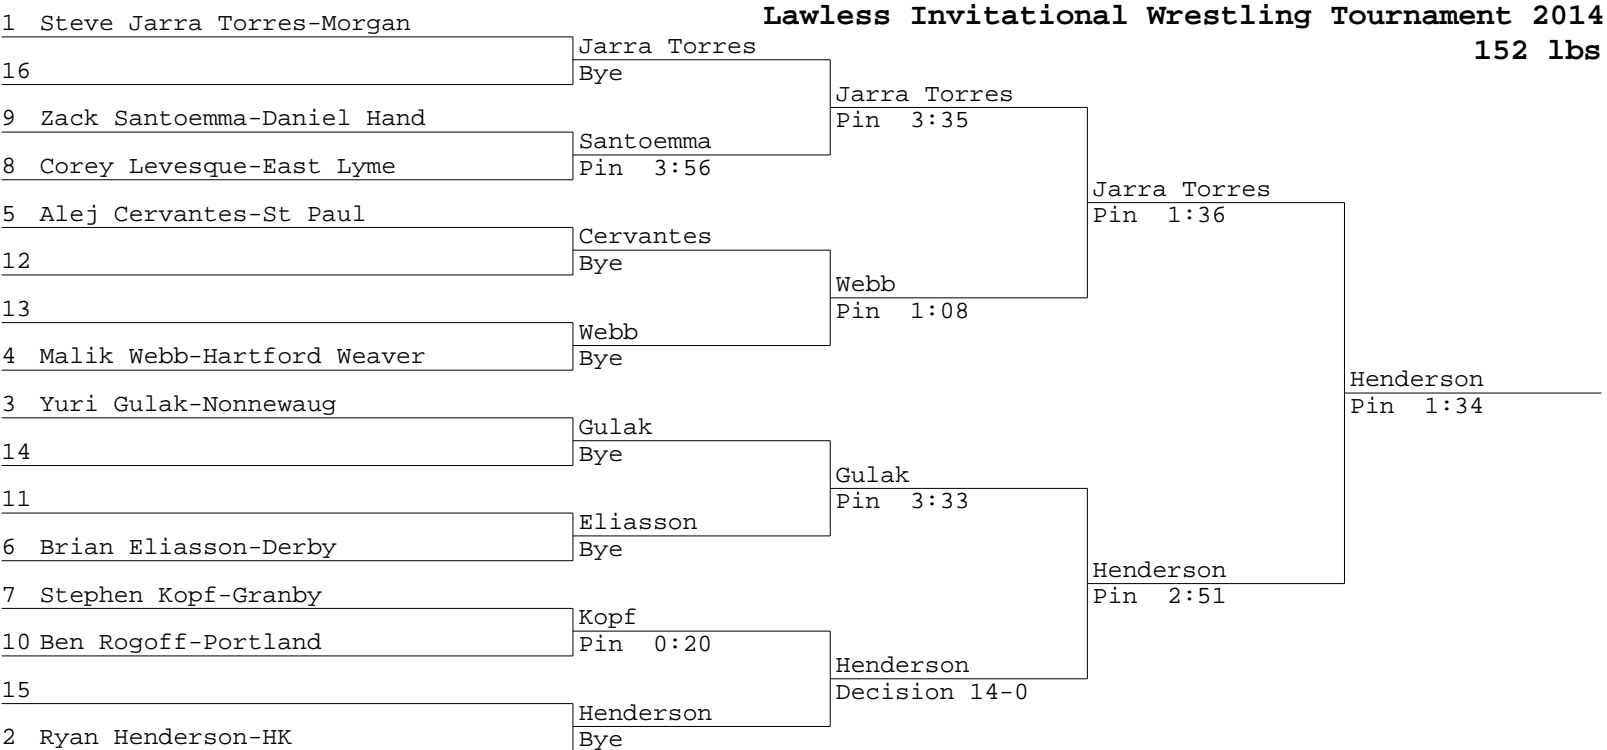 Lawless Invitational Wrestling Tournament 2014
152 lbs
1 Steve Jarra Torres-Morgan
16
9 Zack Santoemma-Daniel Hand
8 Corey Levesque-East Lyme
5 Alej Cervantes-St Paul
12
13
4 Malik Webb-Hartford Weaver
3 Yuri Gulak-Nonnewaug
14
11
6 Brian Eliasson-Derby
7 Stephen Kopf-Granby
10 Ben Rogoff-Portland
15
2 Ryan Henderson-HK
Jarra Torres
Bye
Santoemma
Pin 3:56
Cervantes
Bye
Webb
Bye
Gulak
Bye
Eliasson
Bye
Kopf
Pin 0:20
Henderson
Bye
Jarra Torres
Pin 3:35
Webb
Pin 1:08
Gulak
Pin 3:33
Henderson
Decision 14-0
Jarra Torres
Pin 1:36
Henderson
Pin 2:51
Henderson
Pin 1:34